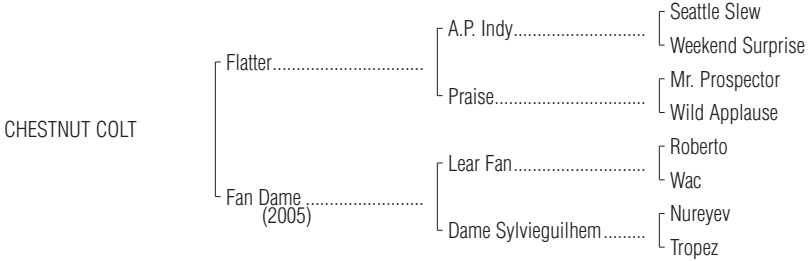 Seattle Slew
A.P. Indy..............................
Weekend Surprise
Flatter..................................
Mr. Prospector
Praise..................................
Wild Applause
CHESTNUT COLT
Roberto
Lear Fan..............................
Wac
Fan Dame ..........................
(2005)
Nureyev
Dame Sylvieguilhem.........
Tropez